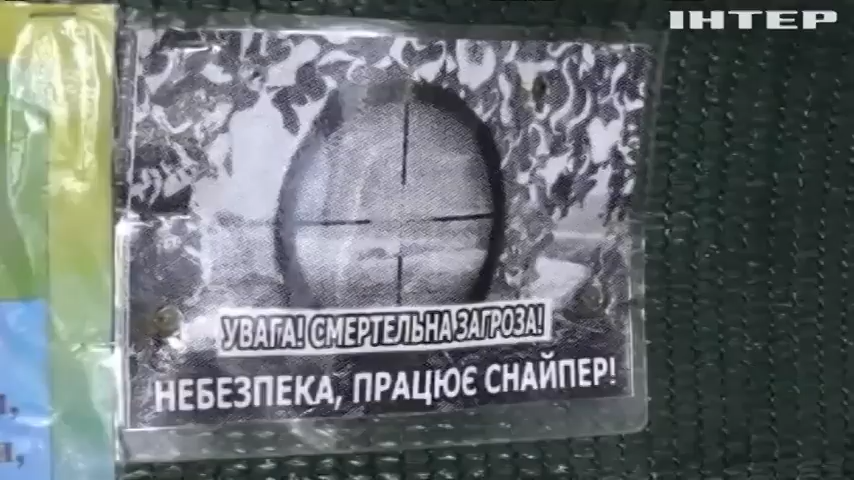 ІНТЕР
УВАГА! СМЕРТЕЛЬНА ЗАГРОЗА!
НЕБЕЗПЕКА, ПРАЦЮЄ СНАЙПЕР!